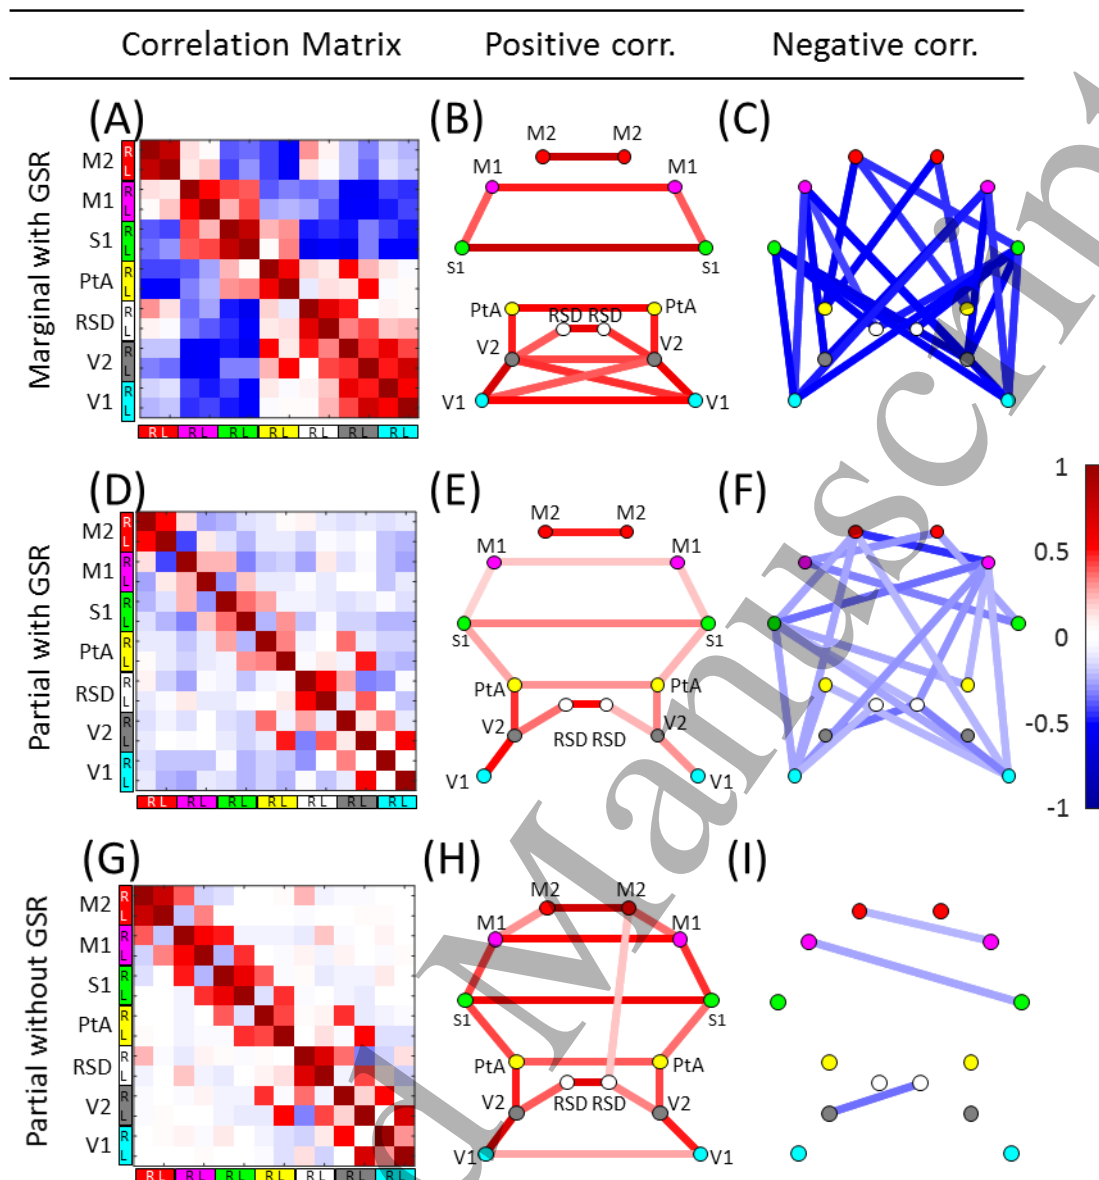 Correlation Matrix Positive corr. Negative corr.
(A) (B) (C)
Marginal with GSR
M2 R L
M1 R L
S1 R L
PtA R L
RSD R L
V2 R L
V1 R L
R L R L R L R L R L R L R L
M2 M2
M1 M1
S1 S1
PtA PtA
RSD RSD
V2 V2
V1 V1
(D) (E) (F)
Partial with GSR
M2 R L
M1 R L
S1 R L
PtA R L
RSD R L
V2 R L
V1 R L
R L R L R L R L R L R L R L
M2 M2
M1 M1
S1 S1
PtA PtA
V2 V2
RSD RSD
V1 V1
1
0.5
0
-0.5
-1
(G) (H) (I)
Partial without GSR
M2 R L
M1 R L
S1 R L
PtA R L
RSD R L
V2 R L
V1 R L
R L R L R L R L R L R L R L
M2 M2
M1 M1
S1 S1
PtA PtA
RSD RSD
V2 V2
V1 V1
d Manuscript